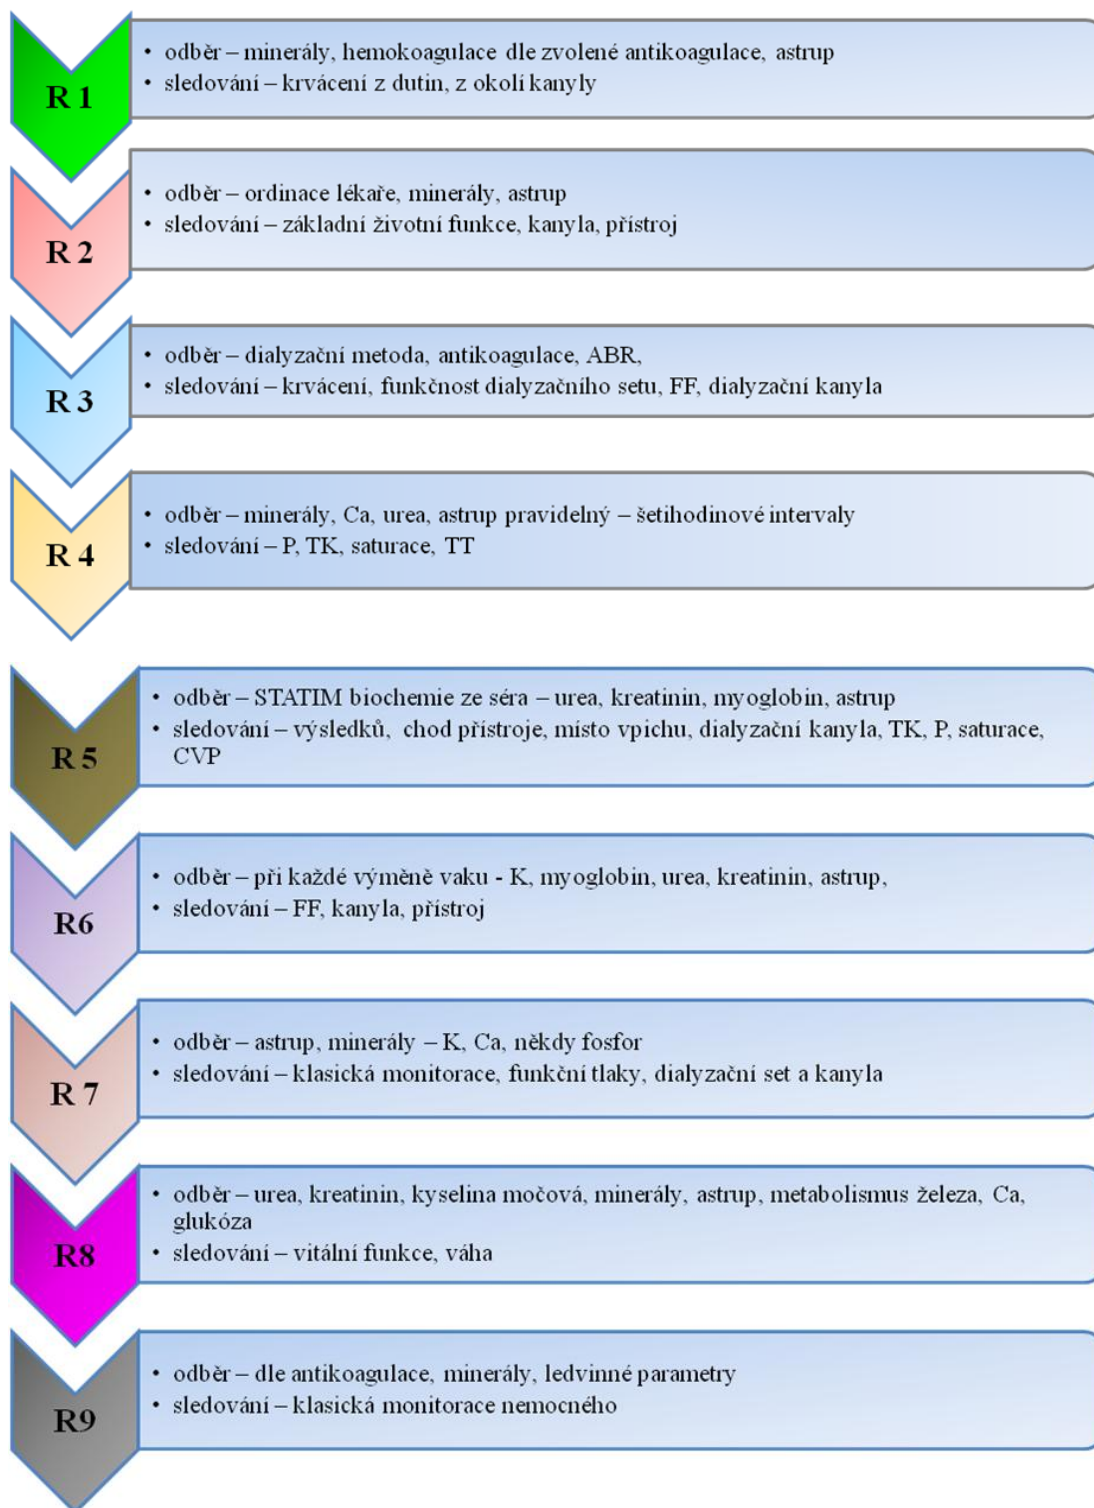 R 1
• odběr – minerály, hemokoagulace dle zvolené antikoagulace, astrup
• sledování – krvácení z dutin, z okolí kanyly
R 2
• odběr – ordinace lékaře, minerály, astrup
• sledování – základní životní funkce, kanyla, přístroj
R 3
• odběr – dialyzační metoda, antikoagulace, ABR,
• sledování – krvácení, funkčnost dialyzačního setu, FF, dialyzační kanyla
R 4
• odběr – minerály, Ca, urea, astrup pravidelný – šetihodinové intervaly
• sledování – P, TK, saturace, TT
R 5
• odběr – STATIM biochemie ze séra – urea, kreatinin, myoglobin, astrup
• sledování – výsledků, chod přístroje, místo vpichu, dialyzační kanyla, TK, P, saturace,
CVP
R6
• odběr – při každé výměně vaku - K, myoglobin, urea, kreatinin, astrup,
• sledování – FF, kanyla, přístroj
R 7
• odběr – astrup, minerály – K, Ca, někdy fosfor
• sledování – klasická monitorace, funkční tlaky, dialyzační set a kanyla
R8
• odběr – urea, kreatinin, kyselina močová, minerály, astrup, metabolismus železa, Ca,
glukóza
• sledování – vitální funkce, váha
R9
• odběr – dle antikoagulace, minerály, ledvinné parametry
• sledování – klasická monitorace nemocného